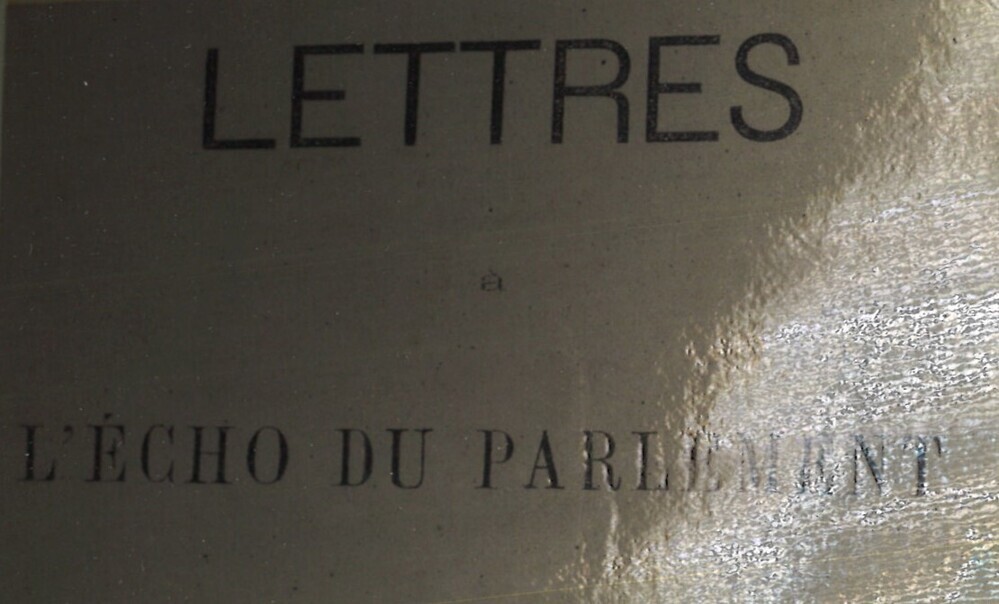 LETTRES
à
L'ÉCHO DU PARLEMENT